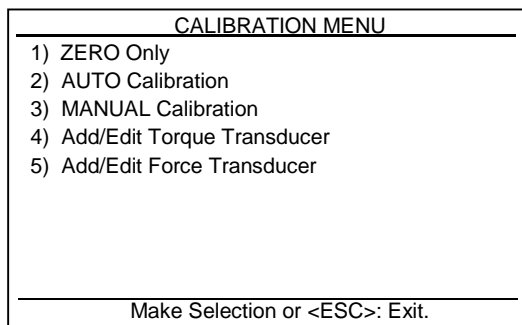 CALIBRATION MENU
1) ZERO Only
2) AUTO Calibration
3) MANUAL Calibration
4) Add/Edit Torque Transducer
5) Add/Edit Force Transducer
Make Selection or <ESC>: Exit.